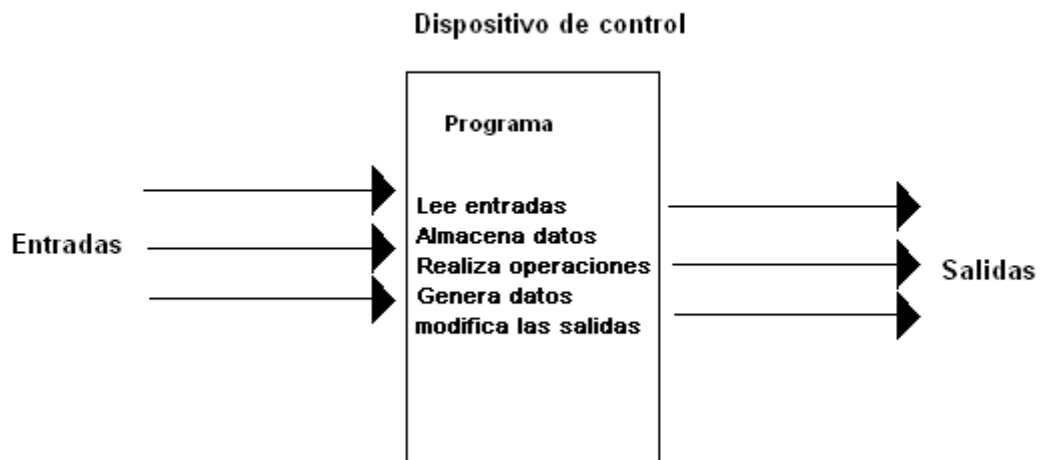 Dispositivo de control
Programa
Lee entradas
Almacena datos
Realiza operaciones
Genera datos
modifica las salidas
Entradas
Salidas